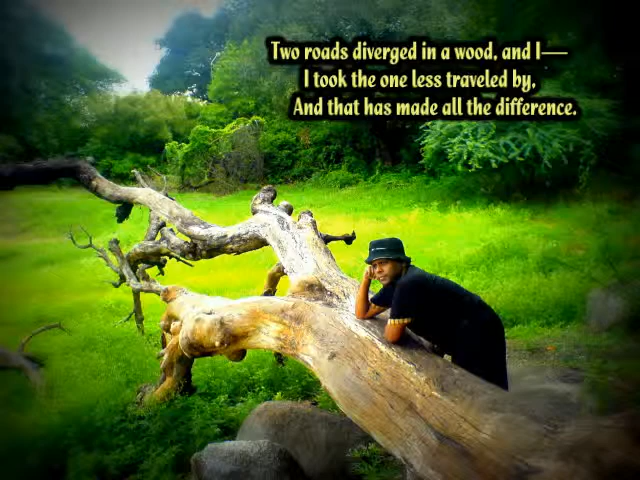 Two roads diverged in a wood, and I—
I took the one less traveled by,
And that has made all the difference.